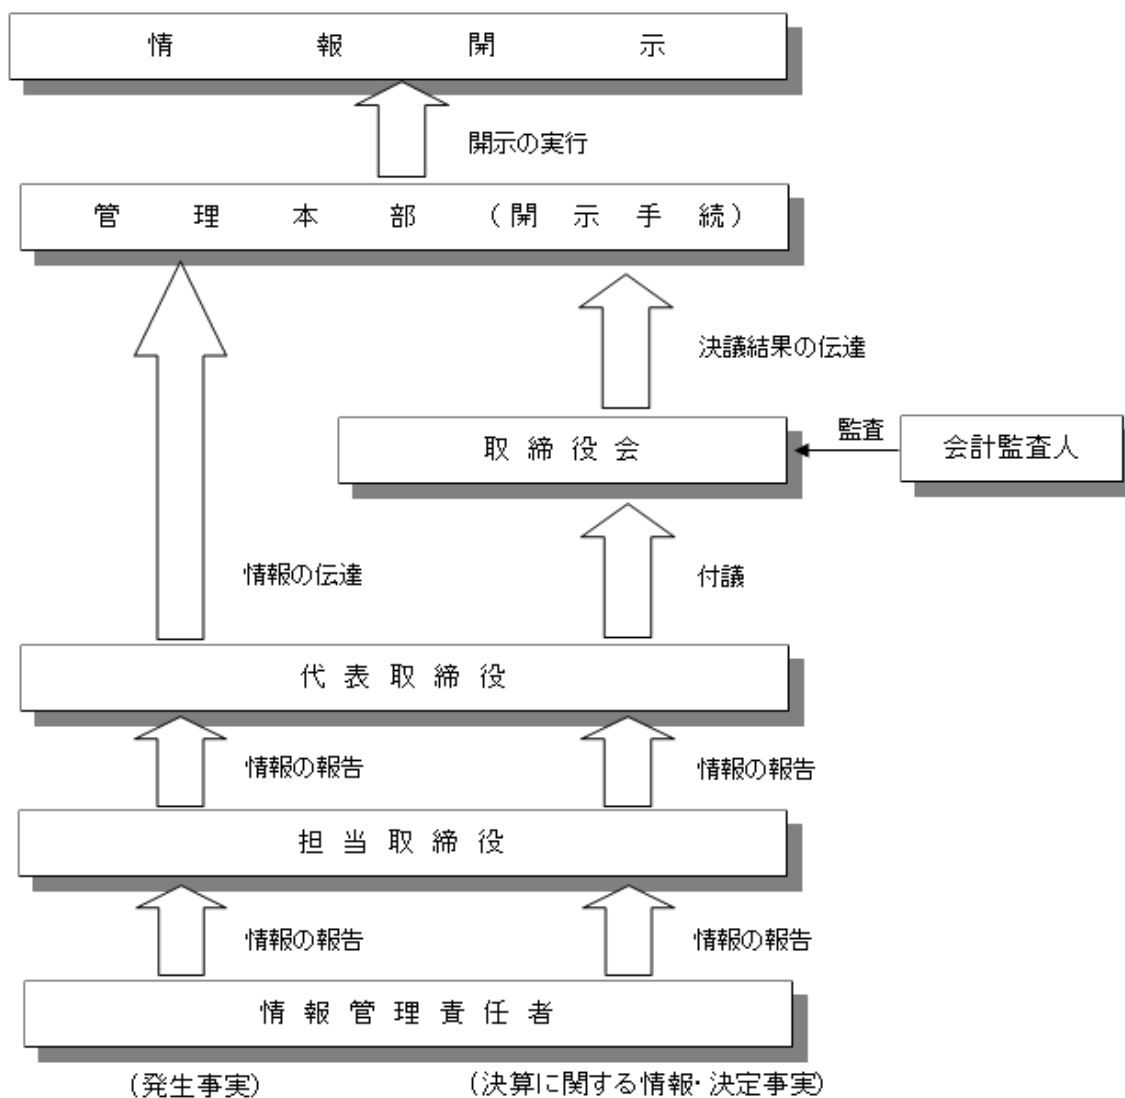 情報開示
開示の実行
管理本部(開示手続)
決議結果の伝達
取締役会
監査
会計監査人
情報の伝達
付議
代表取締役
情報の報告
情報の報告
担当取締役
情報の報告
情報の報告
情報管理責任者
(発生事実)
(決算に関する情報・決定事実)